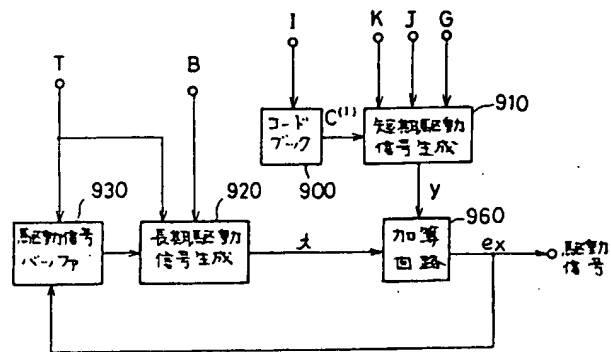 I
K J G
T
B
910
コード
ブック
C(I)
短期駆動
信号生成
900
930
920
y
960
駆動信号
バッファ
長期駆動
信号生成
t
加算
回路
ex
駆動
信号